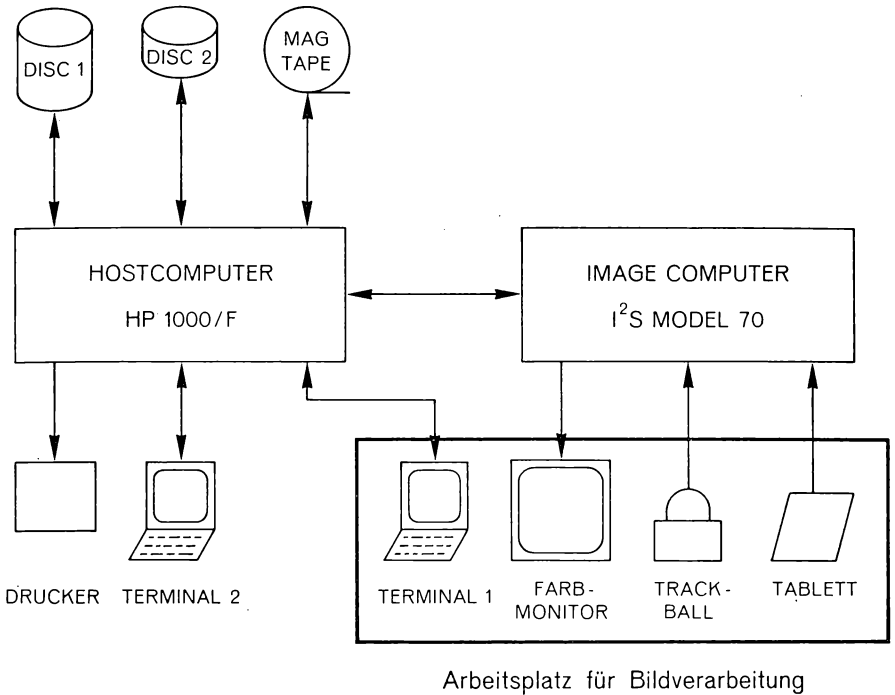 DISC 1
DISC 2
MAG
TAPE
HOSTCOMPUTER
HP 1000/F
IMAGE COMPUTER
I²S MODEL 70
DRUCKER
TERMINAL 2
TERMINAL 1
FARB-
MONITOR
TRACK-
BALL
TABLETT
Arbeitsplatz für Bildverarbeitung